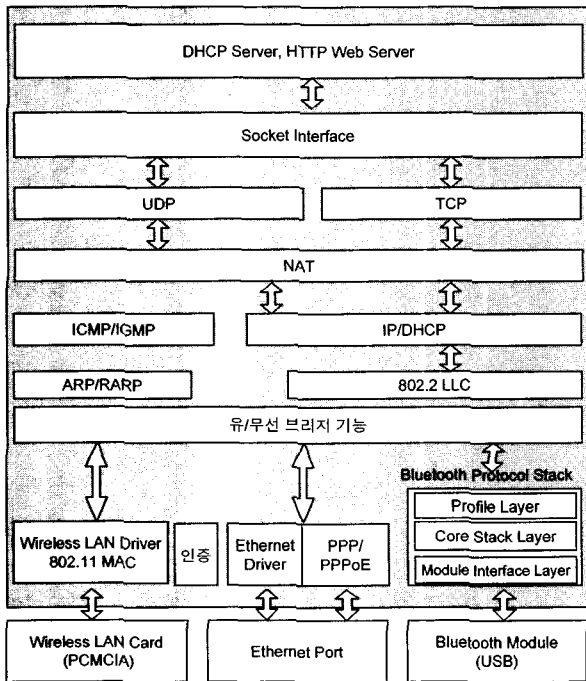 DHCP Server, HTTP Web Server
Socket Interface
UDP
TCP
NAT
ICMP/IGMP
IP/DHCP
ARP/RARP
802.2 LLC
유/무선 브리지 기능
Bluetooth Protocol Stack
Profile Layer
Core Stack Layer
Module Interface Layer
Wireless LAN Driver
802.11 MAC
인증
Ethernet
Driver
PPP/
PPPoE
Wireless LAN Card
(PCMCIA)
Ethernet Port
Bluetooth Module
(USB)